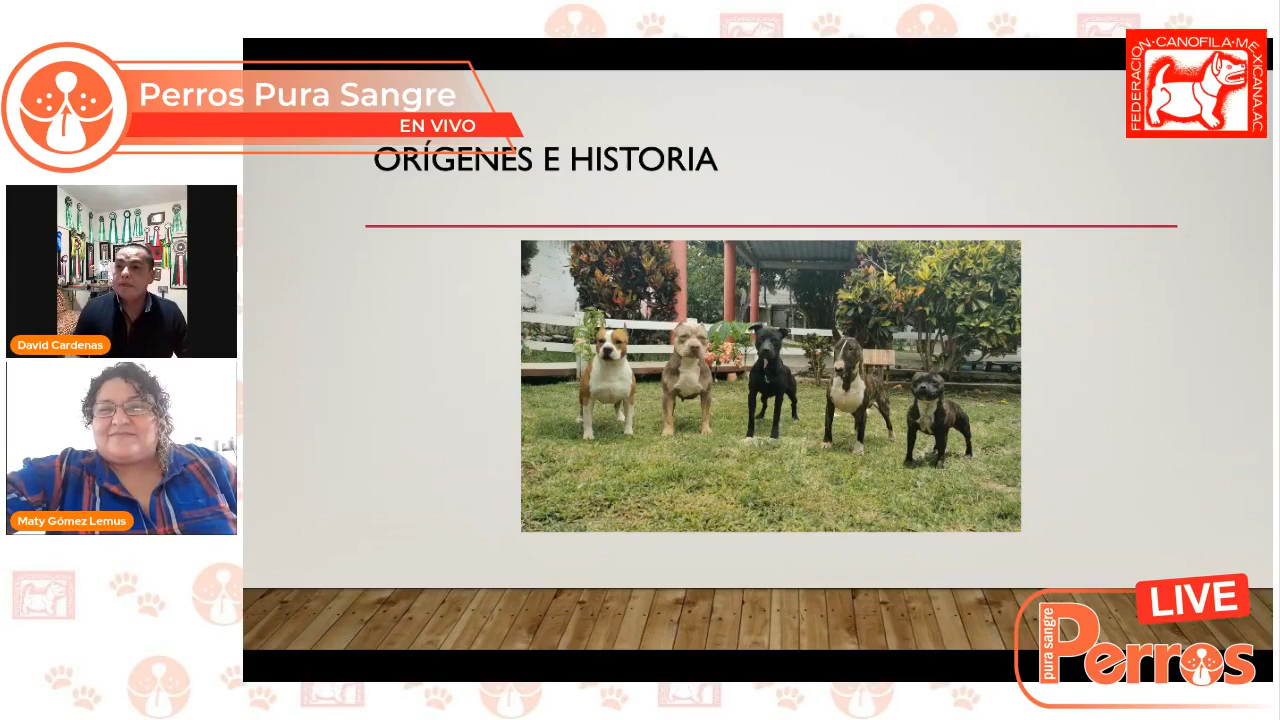 Perros Pura Sangre
EN VIVO
FEDERACION·CANOFILA·MEXICANA.AC
ORÍGENES E HISTORIA
David Cardenas
Maty Gómez Lemus
LIVE
pura sangre
Perros